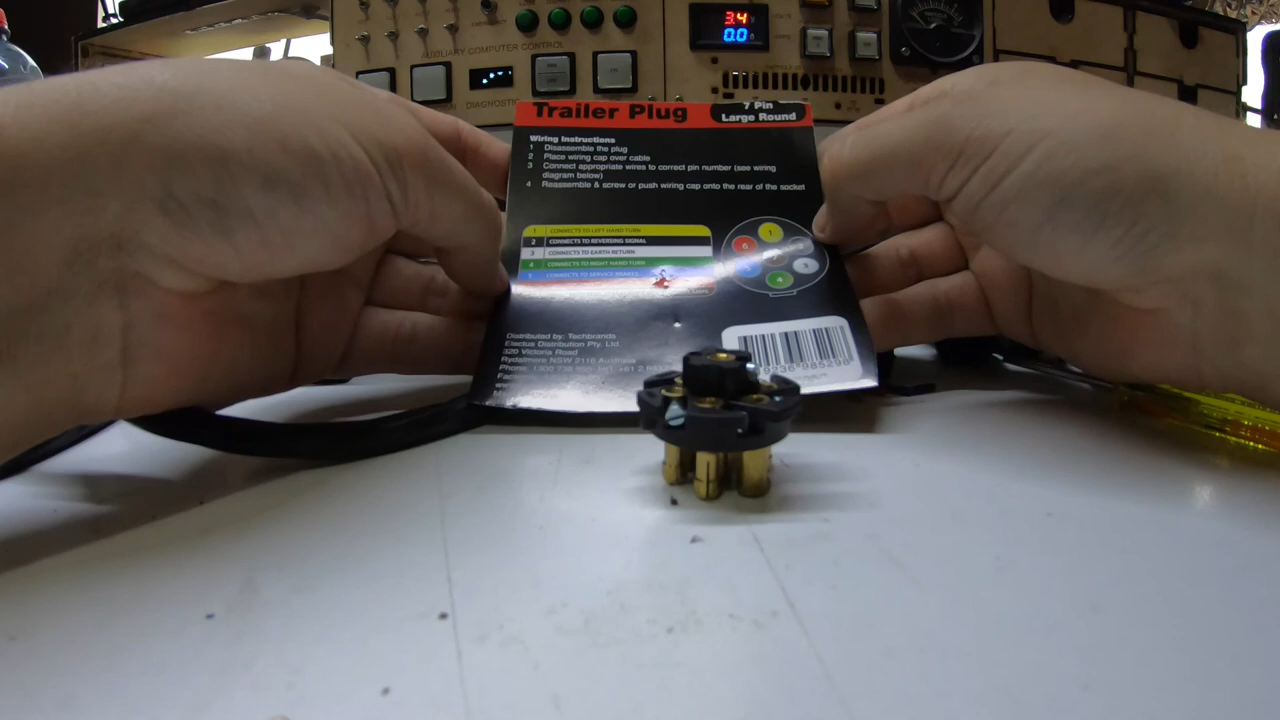 AUXILIARY COMPUTER CONTROL
DIAGNOSTIC
3.4
0.0
Trailer Plug
7 Pin
Large Round
Wiring Instructions
1 Disassemble the plug
2 Place wiring cap over cable
3 Connect appropriate wires to correct pin number (see wiring
diagram below)
4 Reassemble & screw or push wiring cap onto the rear of the socket
1 CONNECTS TO LEFT HAND TURN
2 CONNECTS TO REVERSING SIGNAL
3 CONNECTS TO EARTH RETURN
4 CONNECTS TO RIGHT HAND TURN
5 CONNECTS TO SERVICE BRAKES
1
6
3
4
Distributed by: Techbrands
Electus Distribution Pty. Ltd
320 Victoria Road
Rydalmere NSW 2116 Australia
Phone: 1300 738 555